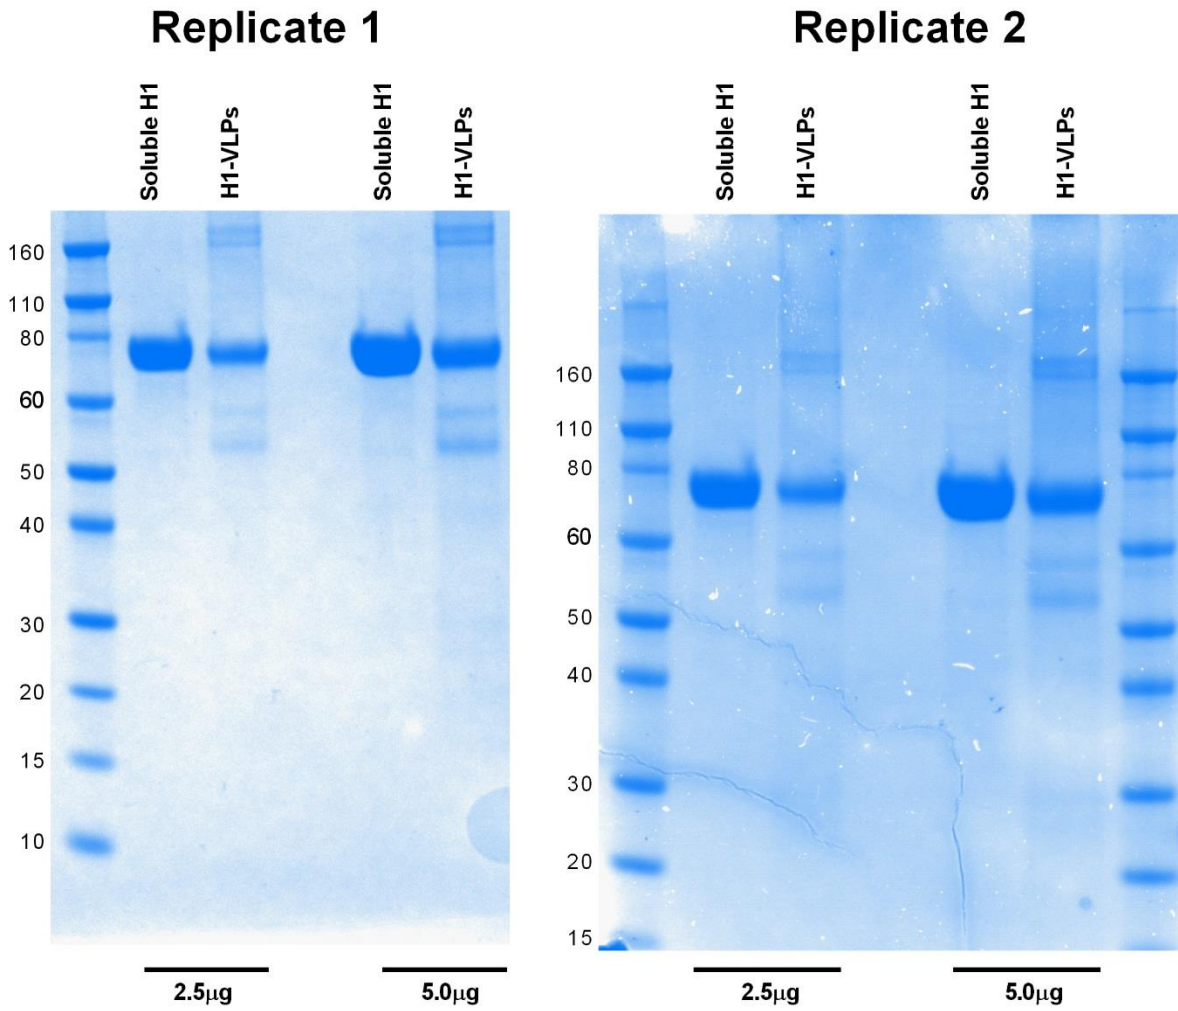 Replicate 1
Replicate 2
Soluble H1
H1-VLPs
Soluble H1
H1-VLPs
Soluble H1
H1-VLPs
Soluble H1
H1-VLPs
160
110
80
60
50
40
30
20
15
10
160
110
80
60
50
40
30
20
15
2.5µg
5.0µg
2.5µg
5.0µg